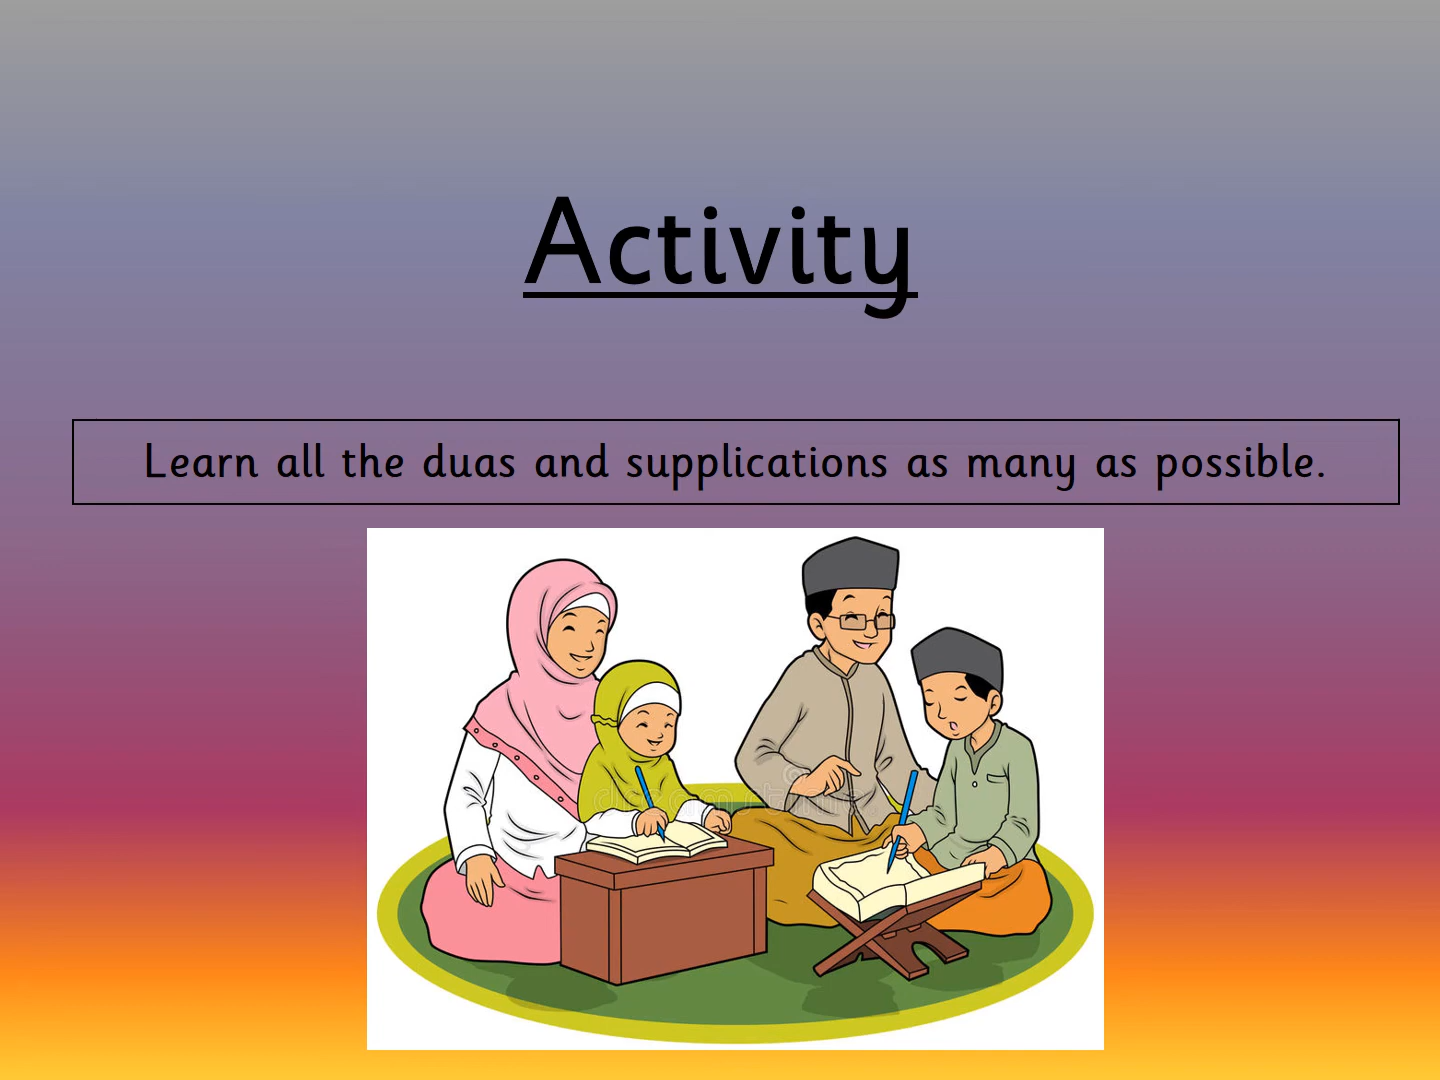 Activity
Learn all the duas and supplications as many as possible.